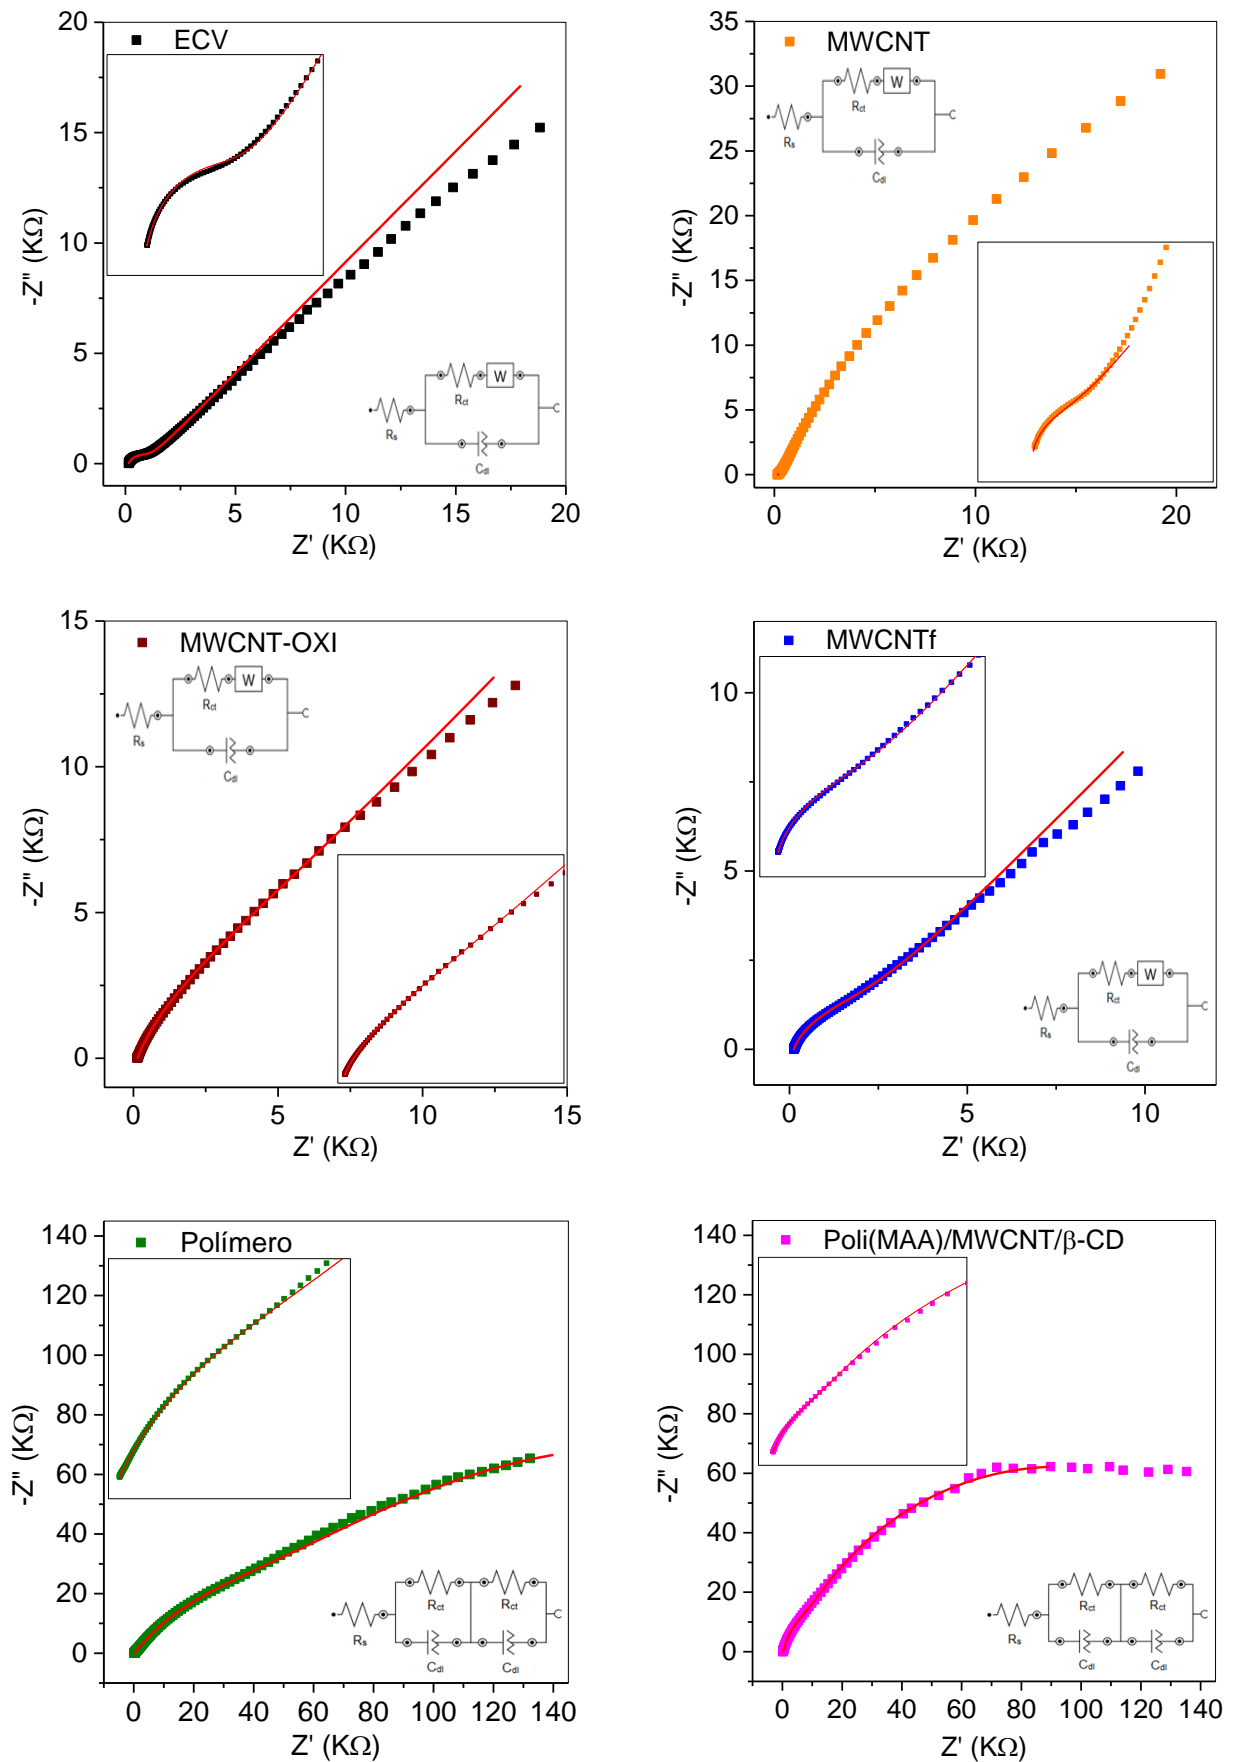 ECV
20
15
10
5
0
-Z'' (KΩ)
0 5 10 15 20
Z' (KΩ)
Rs
Rct
W
Cdl
MWCNT
35
30
25
20
15
10
5
0
-Z'' (KΩ)
0 10 20
Z' (KΩ)
Rs
Rct
W
Cdl
MWCNT-OXI
15
10
5
0
-Z'' (KΩ)
0 5 10 15
Z' (KΩ)
Rs
Rct
W
Cdl
MWCNTf
10
5
0
-Z'' (KΩ)
0 5 10
Z' (KΩ)
Rs
Rct
W
Cdl
Polímero
140
120
100
80
60
40
20
0
-Z'' (KΩ)
0 20 40 60 80 100 120 140
Z' (KΩ)
Rs
Rct
Rct
Cdl
Cdl
Poli(MAA)/MWCNT/β-CD
140
120
100
80
60
40
20
0
-Z'' (KΩ)
0 20 40 60 80 100 120 140
Z' (KΩ)
Rs
Rct
Rct
Cdl
Cdl